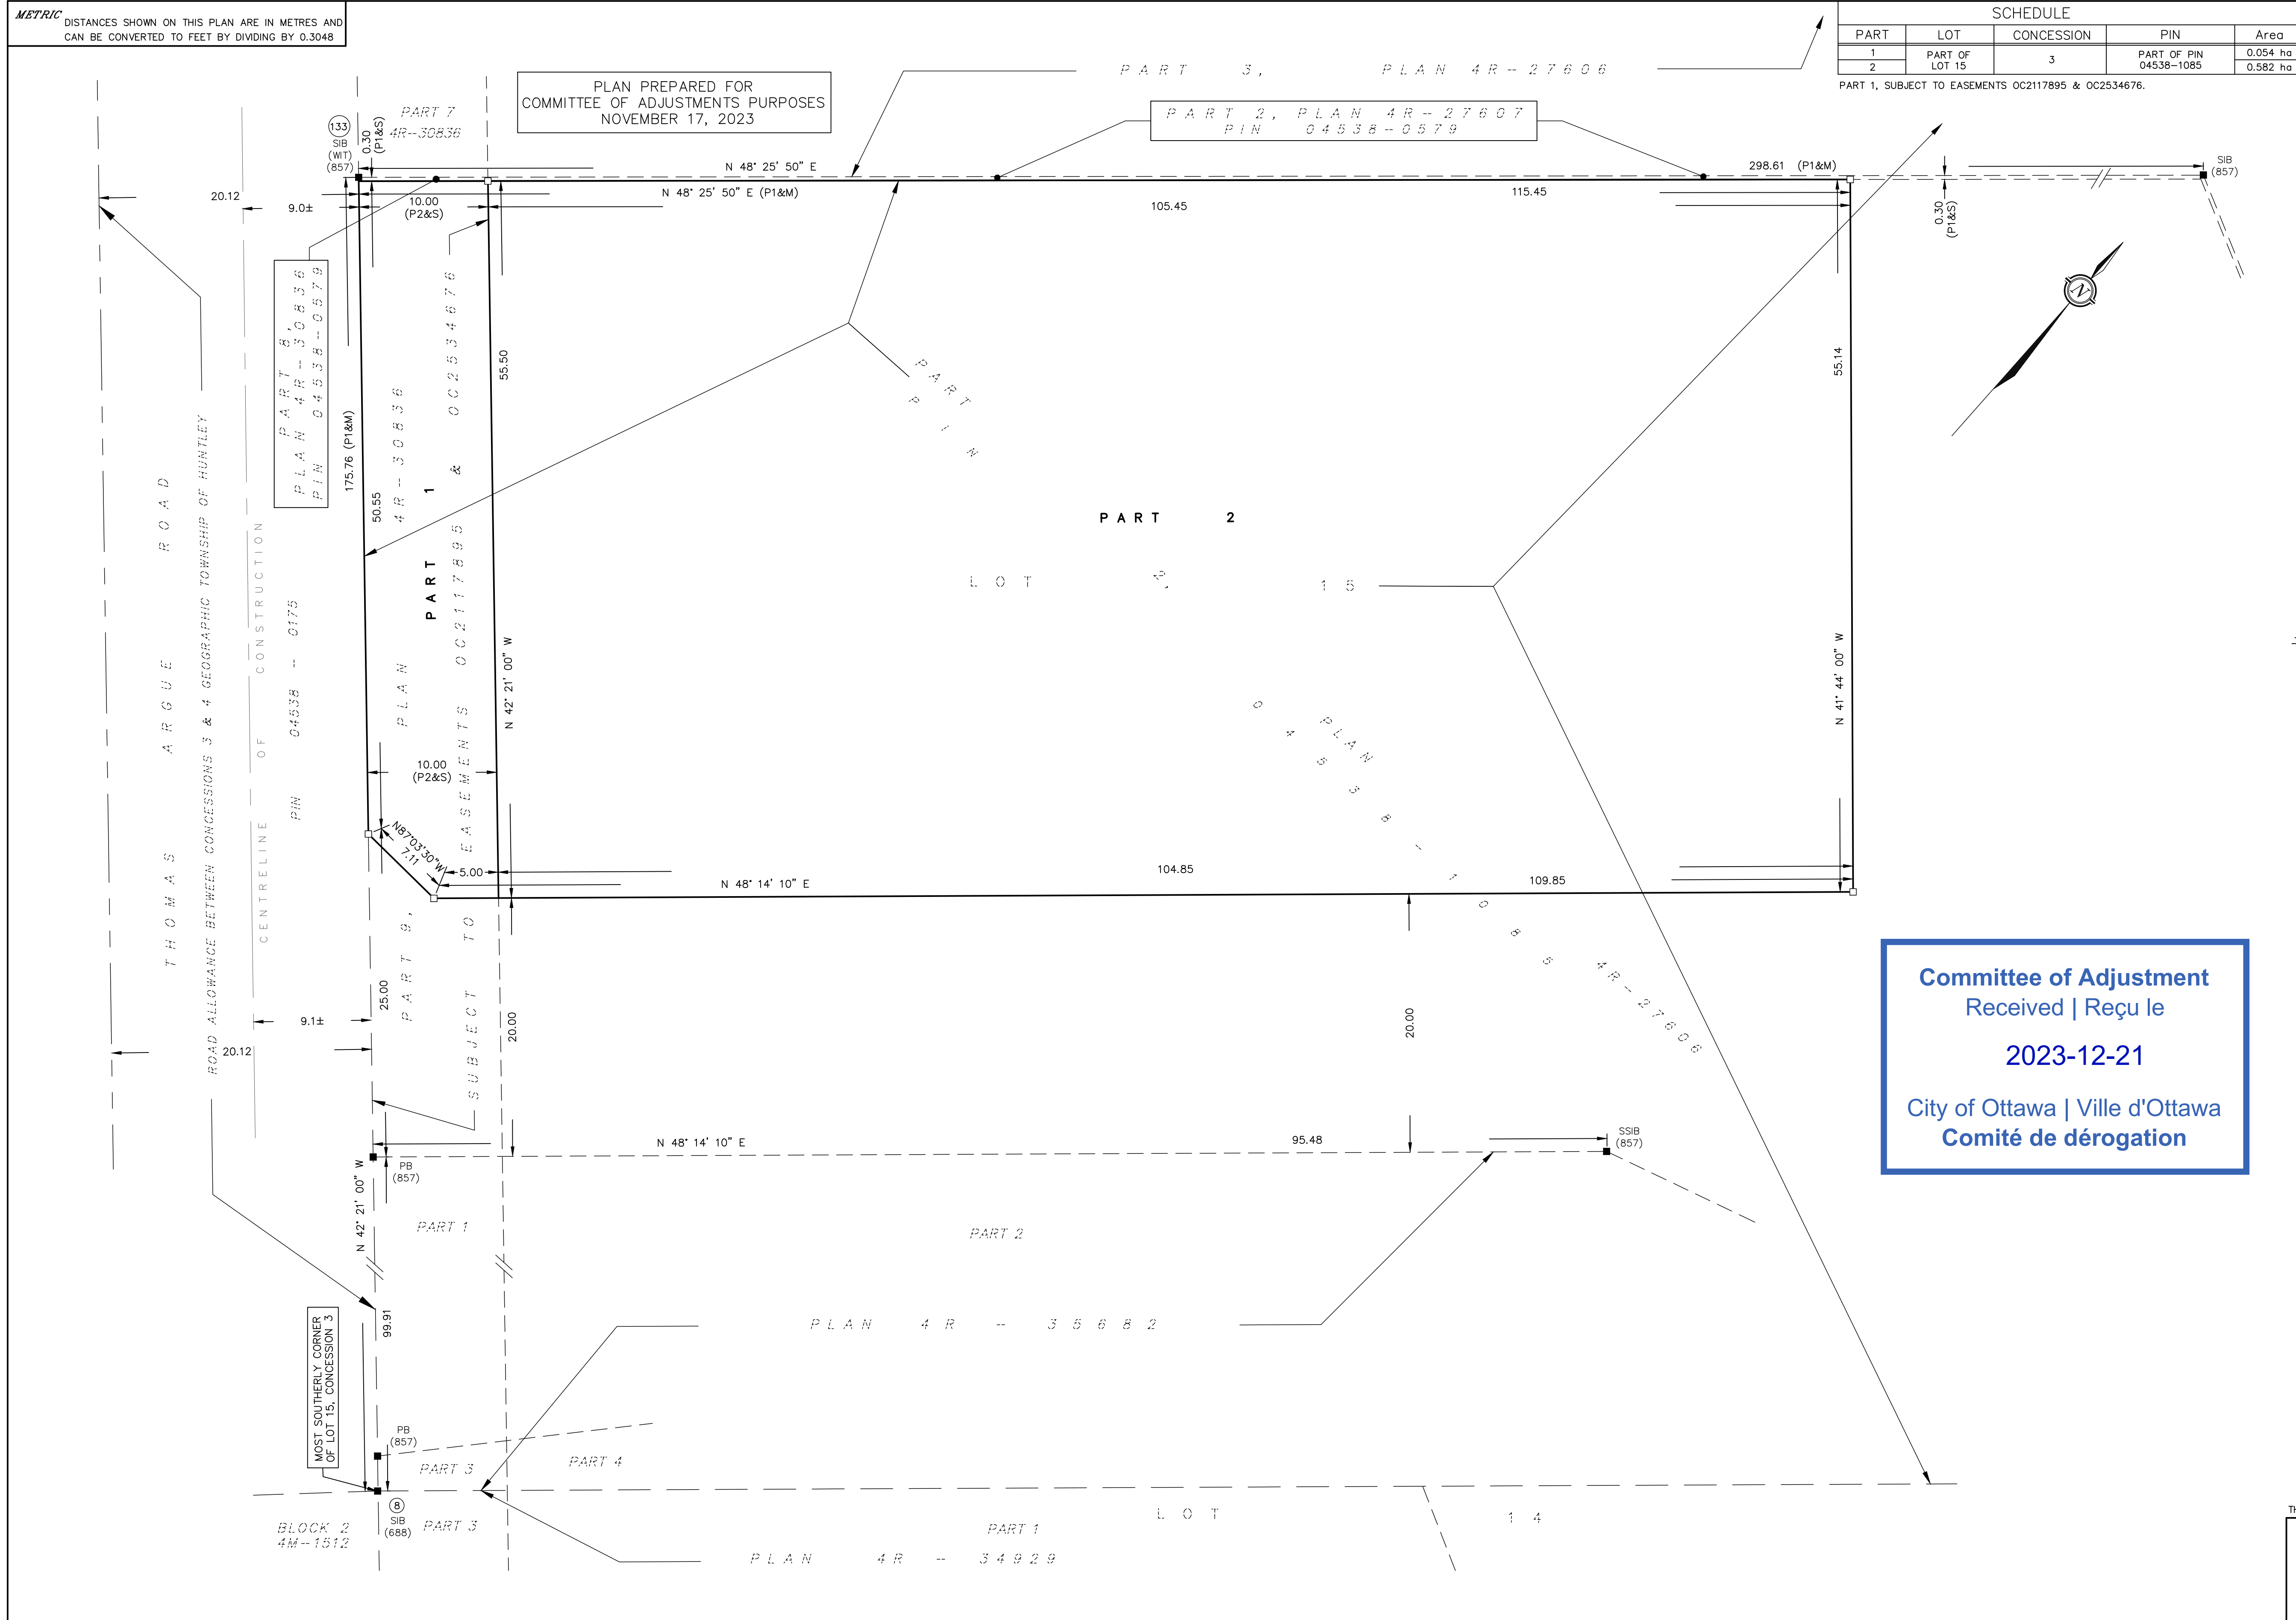 METRIC
DISTANCES SHOWN ON THIS PLAN ARE IN METRES AND
CAN BE CONVERTED TO FEET BY DIVIDING BY 0.3048
PLAN PREPARED FOR
COMMITTEE OF ADJUSTMENTS PURPOSES
NOVEMBER 17, 2023
SCHEDULE
PART LOT CONCESSION PIN Area
1 PART OF LOT 15 3 PART OF PIN 04538-1085 0.054 ha
2 0.582 ha
PART 1, SUBJECT TO EASEMENTS OC2117895 & OC2534676.
PART 3, PLAN 4R-27606
PART 2, PLAN 4R-27607
PIN 04538-0579
PART 7
4R-30836
133
SIB
(WIT)
(857)
0.30
(P1&S)
N 48° 25' 50" E
298.61 (P1&M)
SIB
(857)
N 48° 25' 50" E (P1&M)
115.45
105.45
0.30
(P1&S)
20.12
9.0±
10.00
(P2&S)
PART 8,
PLAN 4R-30836
PIN 04538-0579
175.76 (P1&M)
50.55
55.50
55.14
N
THOMAS ARGUE ROAD
ROAD ALLOWANCE BETWEEN CONCESSIONS 3 & 4 GEOGRAPHIC TOWNSHIP OF HUNTLEY
CENTRELINE OF CONSTRUCTION
PIN 04538 - 0175
PART 9, PLAN 4R-30836
PART 1
SUBJECT TO EASEMENTS OC2117895 & OC2534676
N 42° 21' 00" W
PART 2
LOT 15
PART 2, PLAN 4R-27606
PIN 04538-1085
N 41° 44' 00" W
10.00
(P2&S)
N87°03'30"W
7.11
5.00
104.85
N 48° 14' 10" E
109.85
25.00
20.00
20.00
9.1±
20.12
Committee of Adjustment
Received | Reçu le
2023-12-21
City of Ottawa | Ville d'Ottawa
Comité de dérogation
N 48° 14' 10" E
95.48
SSIB
(857)
PB
(857)
N 42° 21' 00" W
PART 1
PART 2
99.91
PLAN 4R - 35682
MOST SOUTHERLY CORNER
OF LOT 15, CONCESSION 3
PB
(857)
PART 3
PART 4
8
SIB
(688)
BLOCK 2
4M-1512
PART 3
PART 1
LOT 14
PLAN 4R - 34929